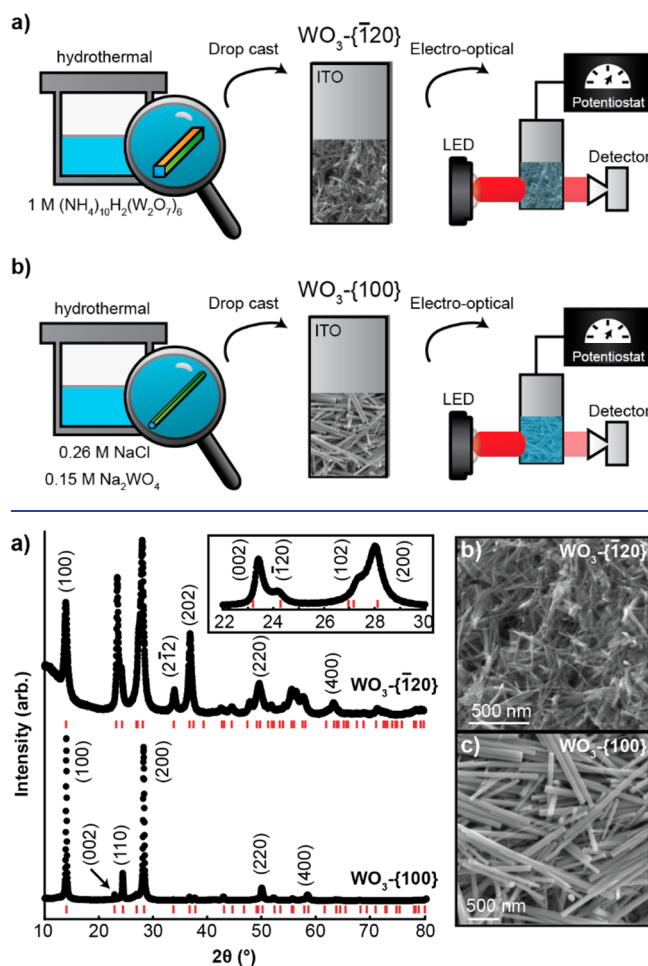 a)
WO₃-{1̅20}
hydrothermal
Drop cast
Electro-optical
ITO
Potentiostat
LED
Detector
1 M (NH₄)₁₀H₂(W₂O₇)₆
b)
WO₃-{100}
hydrothermal
Drop cast
Electro-optical
ITO
Potentiostat
LED
Detector
0.26 M NaCl
0.15 M Na₂WO₄
a)
Intensity (arb.)
(100)
(002)
(1̅20)
(102)
(200)
22 24 26 28 30
(21̅2)
(202)
(220)
(400)
WO₃-{1̅20}
(100)
(200)
(002)
(110)
(220)
(400)
WO₃-{100}
10 20 30 40 50 60 70 80
2θ (°)
b)
WO₃-{1̅20}
500 nm
c)
WO₃-{100}
500 nm